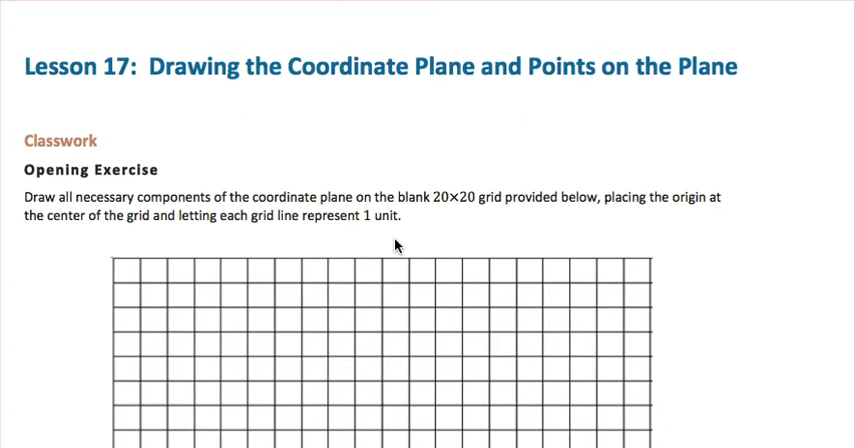 Lesson 17:  Drawing the Coordinate Plane and Points on the Plane
Classwork
Opening Exercise
Draw all necessary components of the coordinate plane on the blank 20×20 grid provided below, placing the origin at
the center of the grid and letting each grid line represent 1 unit.